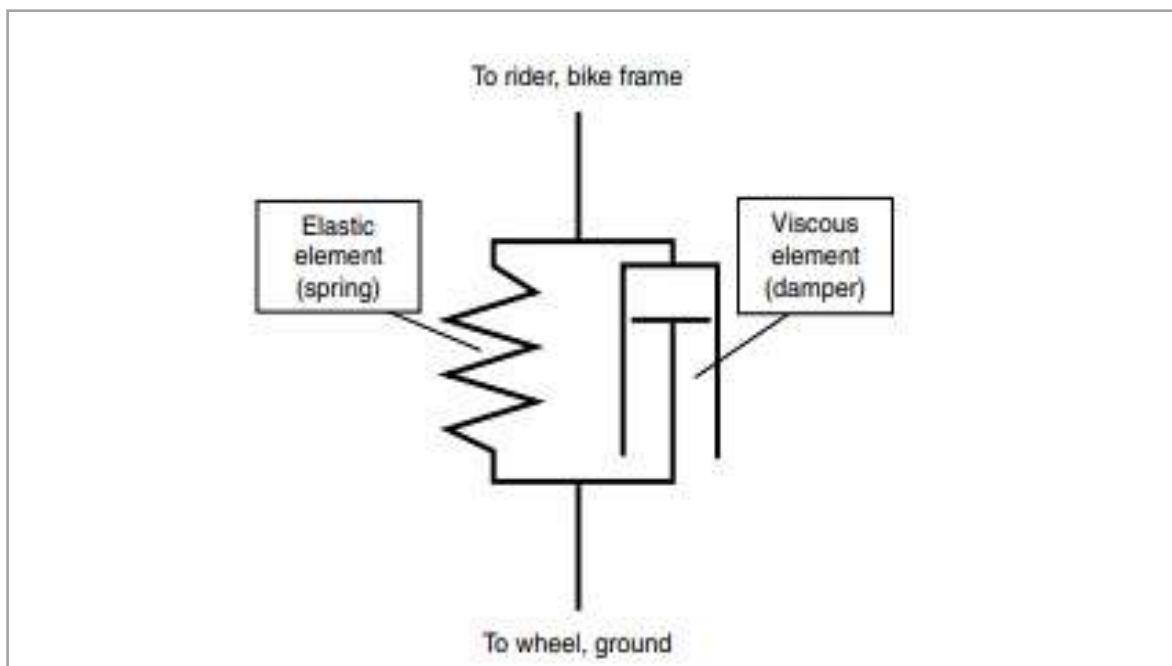 To rider, bike frame
Elastic
element
(spring)
Viscous
element
(damper)
To wheel, ground